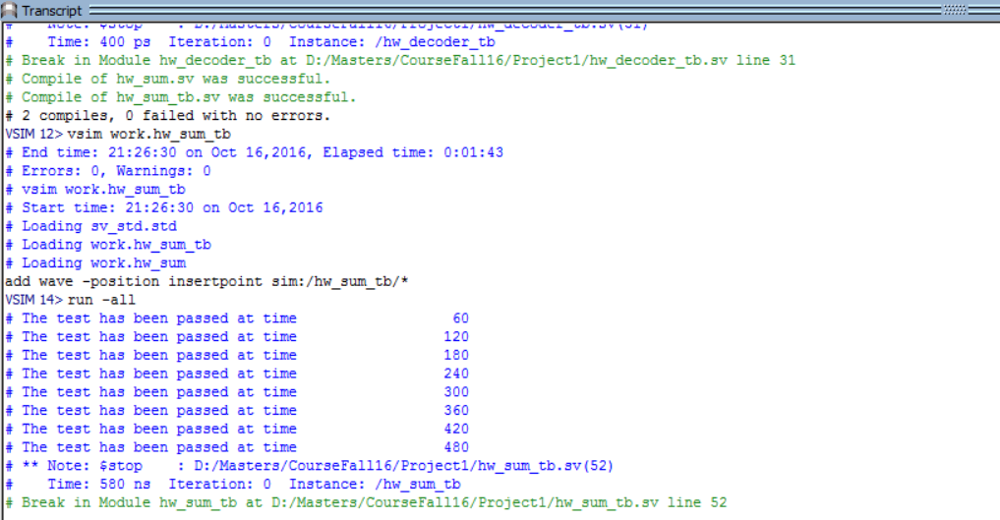 Transcript
# Note: $stop : D:/Masters/CourseFall16/Project1/hw_decoder_tb.sv(31)
# Time: 400 ps Iteration: 0 Instance: /hw_decoder_tb
# Break in Module hw_decoder_tb at D:/Masters/CourseFall16/Project1/hw_decoder_tb.sv line 31
# Compile of hw_sum.sv was successful.
# Compile of hw_sum_tb.sv was successful.
# 2 compiles, 0 failed with no errors.
VSIM 12> vsim work.hw_sum_tb
# End time: 21:26:30 on Oct 16,2016, Elapsed time: 0:01:43
# Errors: 0, Warnings: 0
# vsim work.hw_sum_tb
# Start time: 21:26:30 on Oct 16,2016
# Loading sv_std.std
# Loading work.hw_sum_tb
# Loading work.hw_sum
add wave -position insertpoint sim:/hw_sum_tb/*
VSIM 14> run -all
# The test has been passed at time 60
# The test has been passed at time 120
# The test has been passed at time 180
# The test has been passed at time 240
# The test has been passed at time 300
# The test has been passed at time 360
# The test has been passed at time 420
# The test has been passed at time 480
# ** Note: $stop : D:/Masters/CourseFall16/Project1/hw_sum_tb.sv(52)
# Time: 580 ns Iteration: 0 Instance: /hw_sum_tb
# Break in Module hw_sum_tb at D:/Masters/CourseFall16/Project1/hw_sum_tb.sv line 52